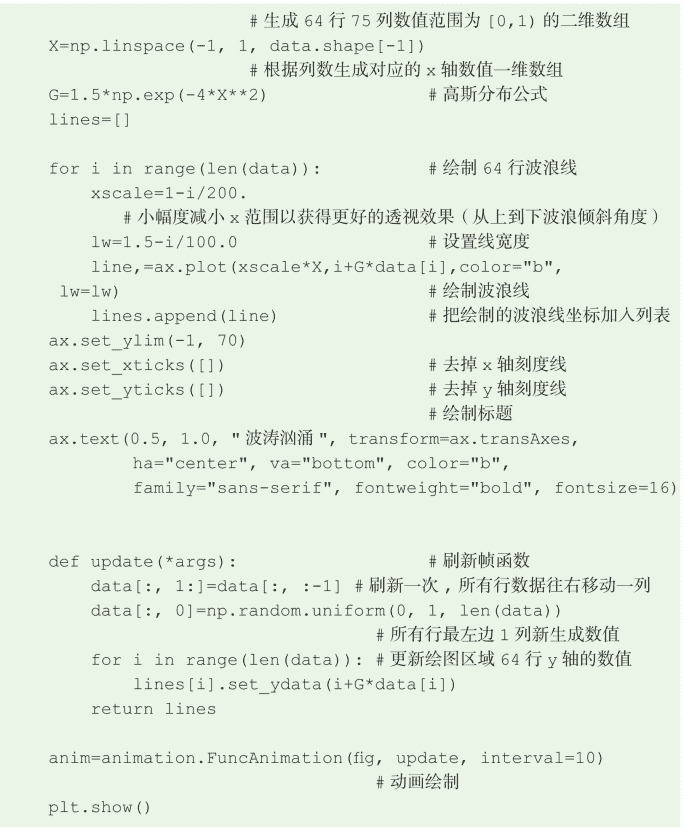 # 生成 64 行 75 列数值范围为 [0,1) 的二维数组
X=np.linspace(-1, 1, data.shape[-1])
# 根据列数生成对应的 x 轴数值一维数组
G=1.5*np.exp(-4*X**2) # 高斯分布公式
lines=[]
for i in range(len(data)): # 绘制 64 行波浪线
xscale=1-i/200.
# 小幅度减小 x 范围以获得更好的透视效果 ( 从上到下波浪倾斜角度 )
lw=1.5-i/100.0 # 设置线宽度
line,=ax.plot(xscale*X,i+G*data[i],color="b",
lw=lw) # 绘制波浪线
lines.append(line) # 把绘制的波浪线坐标加入列表
ax.set_ylim(-1, 70)
ax.set_xticks([]) # 去掉 x 轴刻度线
ax.set_yticks([]) # 去掉 y 轴刻度线
# 绘制标题
ax.text(0.5, 1.0, " 波涛汹涌 ", transform=ax.transAxes,
ha="center", va="bottom", color="b",
family="sans-serif", fontweight="bold", fontsize=16)
def update(*args): # 刷新帧函数
data[:, 1:]=data[:, :-1] # 刷新一次 , 所有行数据往右移动一列
data[:, 0]=np.random.uniform(0, 1, len(data))
# 所有行最左边 1 列新生成数值
for i in range(len(data)): # 更新绘图区域 64 行 y 轴的数值
lines[i].set_ydata(i+G*data[i])
return lines
anim=animation.FuncAnimation(fig, update, interval=10)
# 动画绘制
plt.show()